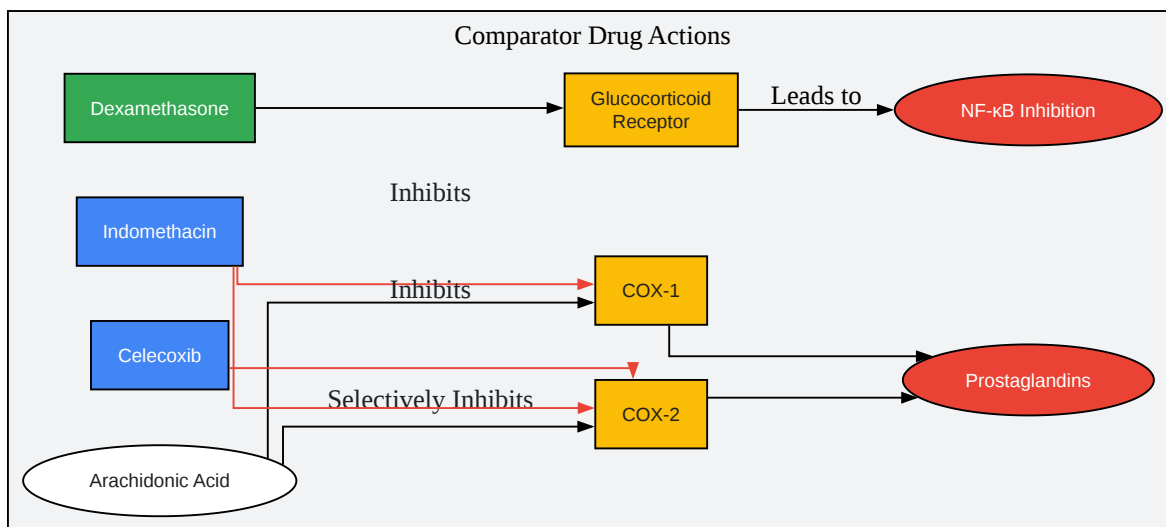 Comparator Drug Actions
Dexamethasone
Glucocorticoid
Receptor
Leads to
NF-κB Inhibition
Inhibits
Indomethacin
Inhibits
COX-1
Celecoxib
Prostaglandins
Selectively Inhibits
COX-2
Arachidonic Acid